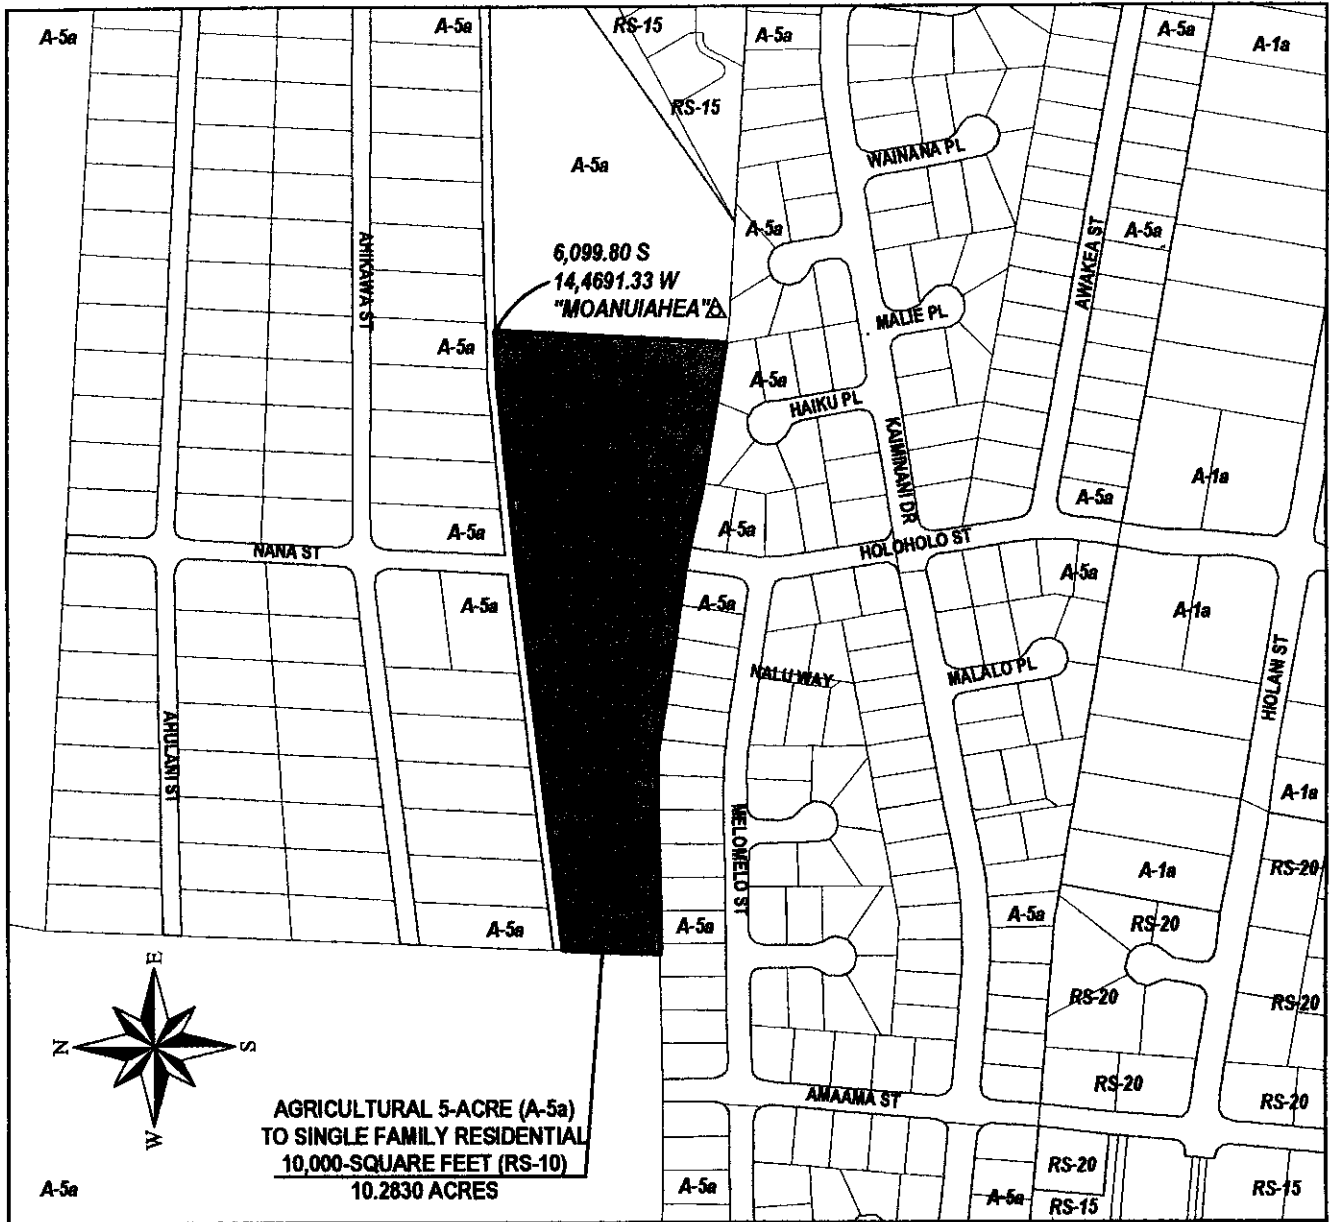 A-5a
A-5a
RS-15
A-5a
A-5a
A-1a
RS-15
WAINANA PL
A-5a
A-5a
A-5a
AHIKAWA ST
AWAKEA ST
6,099.80 S
14,4691.33 W
"MOANUIAHEA"
MALIE PL
A-5a
A-5a
HAIKU PL
KAIMINANI DR
A-1a
A-5a
A-5a
A-5a
NANA ST
HOLOHOLO ST
A-5a
A-5a
A-5a
A-1a
NALU WAY
MALALO PL
HIOLANI ST
AHULANI ST
A-1a
MELOMELO ST
A-1a
RS-20
A-5a
A-5a
A-5a
RS-20
E
RS-20
RS-20
N
S
W
RS-20
AMAAMA ST
RS-20
AGRICULTURAL 5-ACRE (A-5a)
TO SINGLE FAMILY RESIDENTIAL
10,000-SQUARE FEET (RS-10)
10.2830 ACRES
RS-20
A-5a
A-5a
A-5a
RS-15
RS-15